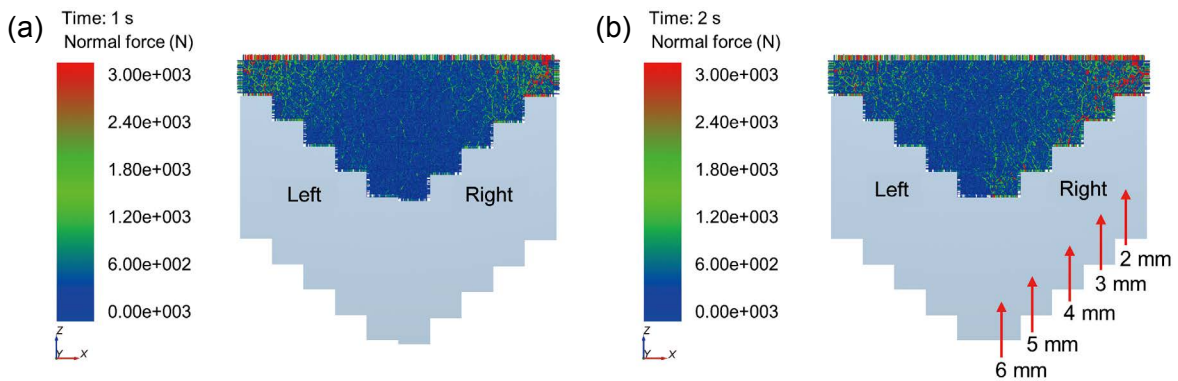 (a)
Time: 1 s
Normal force (N)
3.00e+003
2.40e+003
1.80e+003
1.20e+003
6.00e+002
0.00e+003
Left
Right
Z
Y
X
(b)
Time: 2 s
Normal force (N)
3.00e+003
2.40e+003
1.80e+003
1.20e+003
6.00e+002
0.00e+003
Left
Right
2 mm
3 mm
4 mm
5 mm
6 mm
Z
Y
X